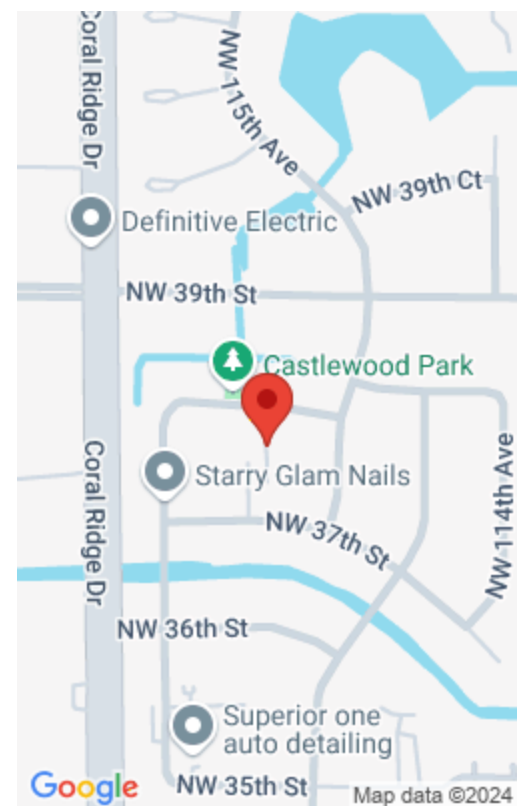 Coral Ridge Dr
NW 115th Ave
NW 39th Ct
Definitive Electric
NW 39th St
Castlewood Park
Coral Ridge Dr
Starry Glam Nails
NW 37th St
NW 114th Ave
NW 36th St
Superior one
auto detailing
NW 35th St
Google
Map data ©2024